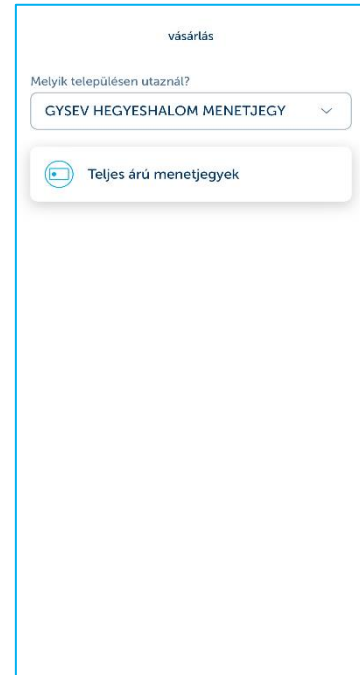 vásárlás
Melyik településen utaznál?
GYSEV HEGYESHALOM MENETJEGY
Teljes árú menetjegyek